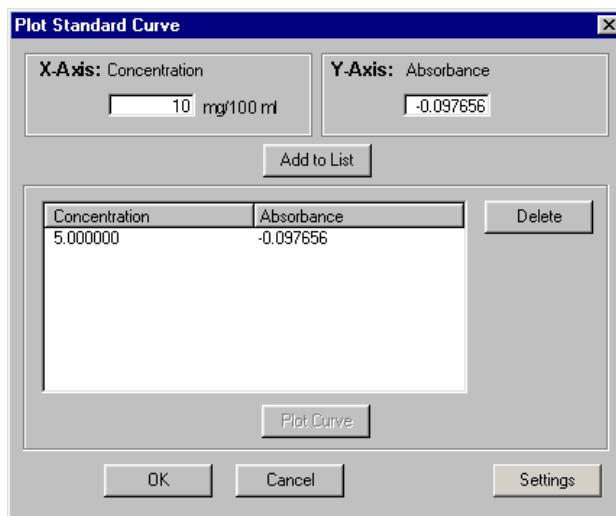 Plot Standard Curve
X-Axis: Concentration
10 mg/100 ml
Y-Axis: Absorbance
-0.097656
Add to List
Concentration Absorbance
5.000000 -0.097656
Delete
Plot Curve
OK Cancel Settings